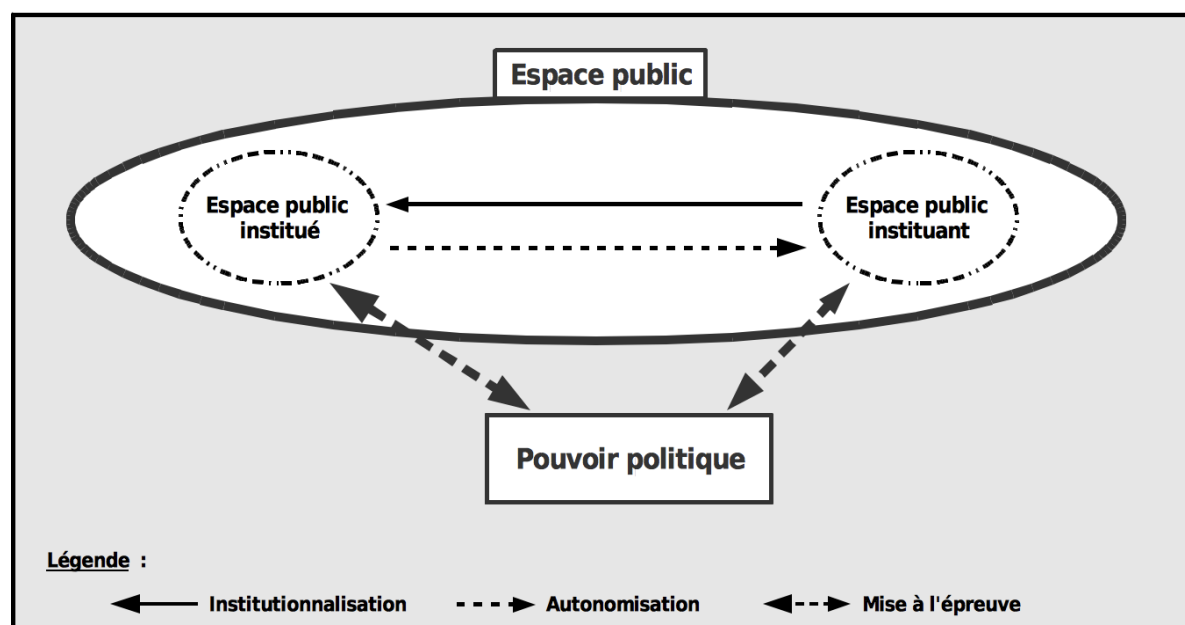 Espace public
Espace public
institué
Espace public
instituant
Pouvoir politique
Légende :
Institutionnalisation
Autonomisation
Mise à l'épreuve